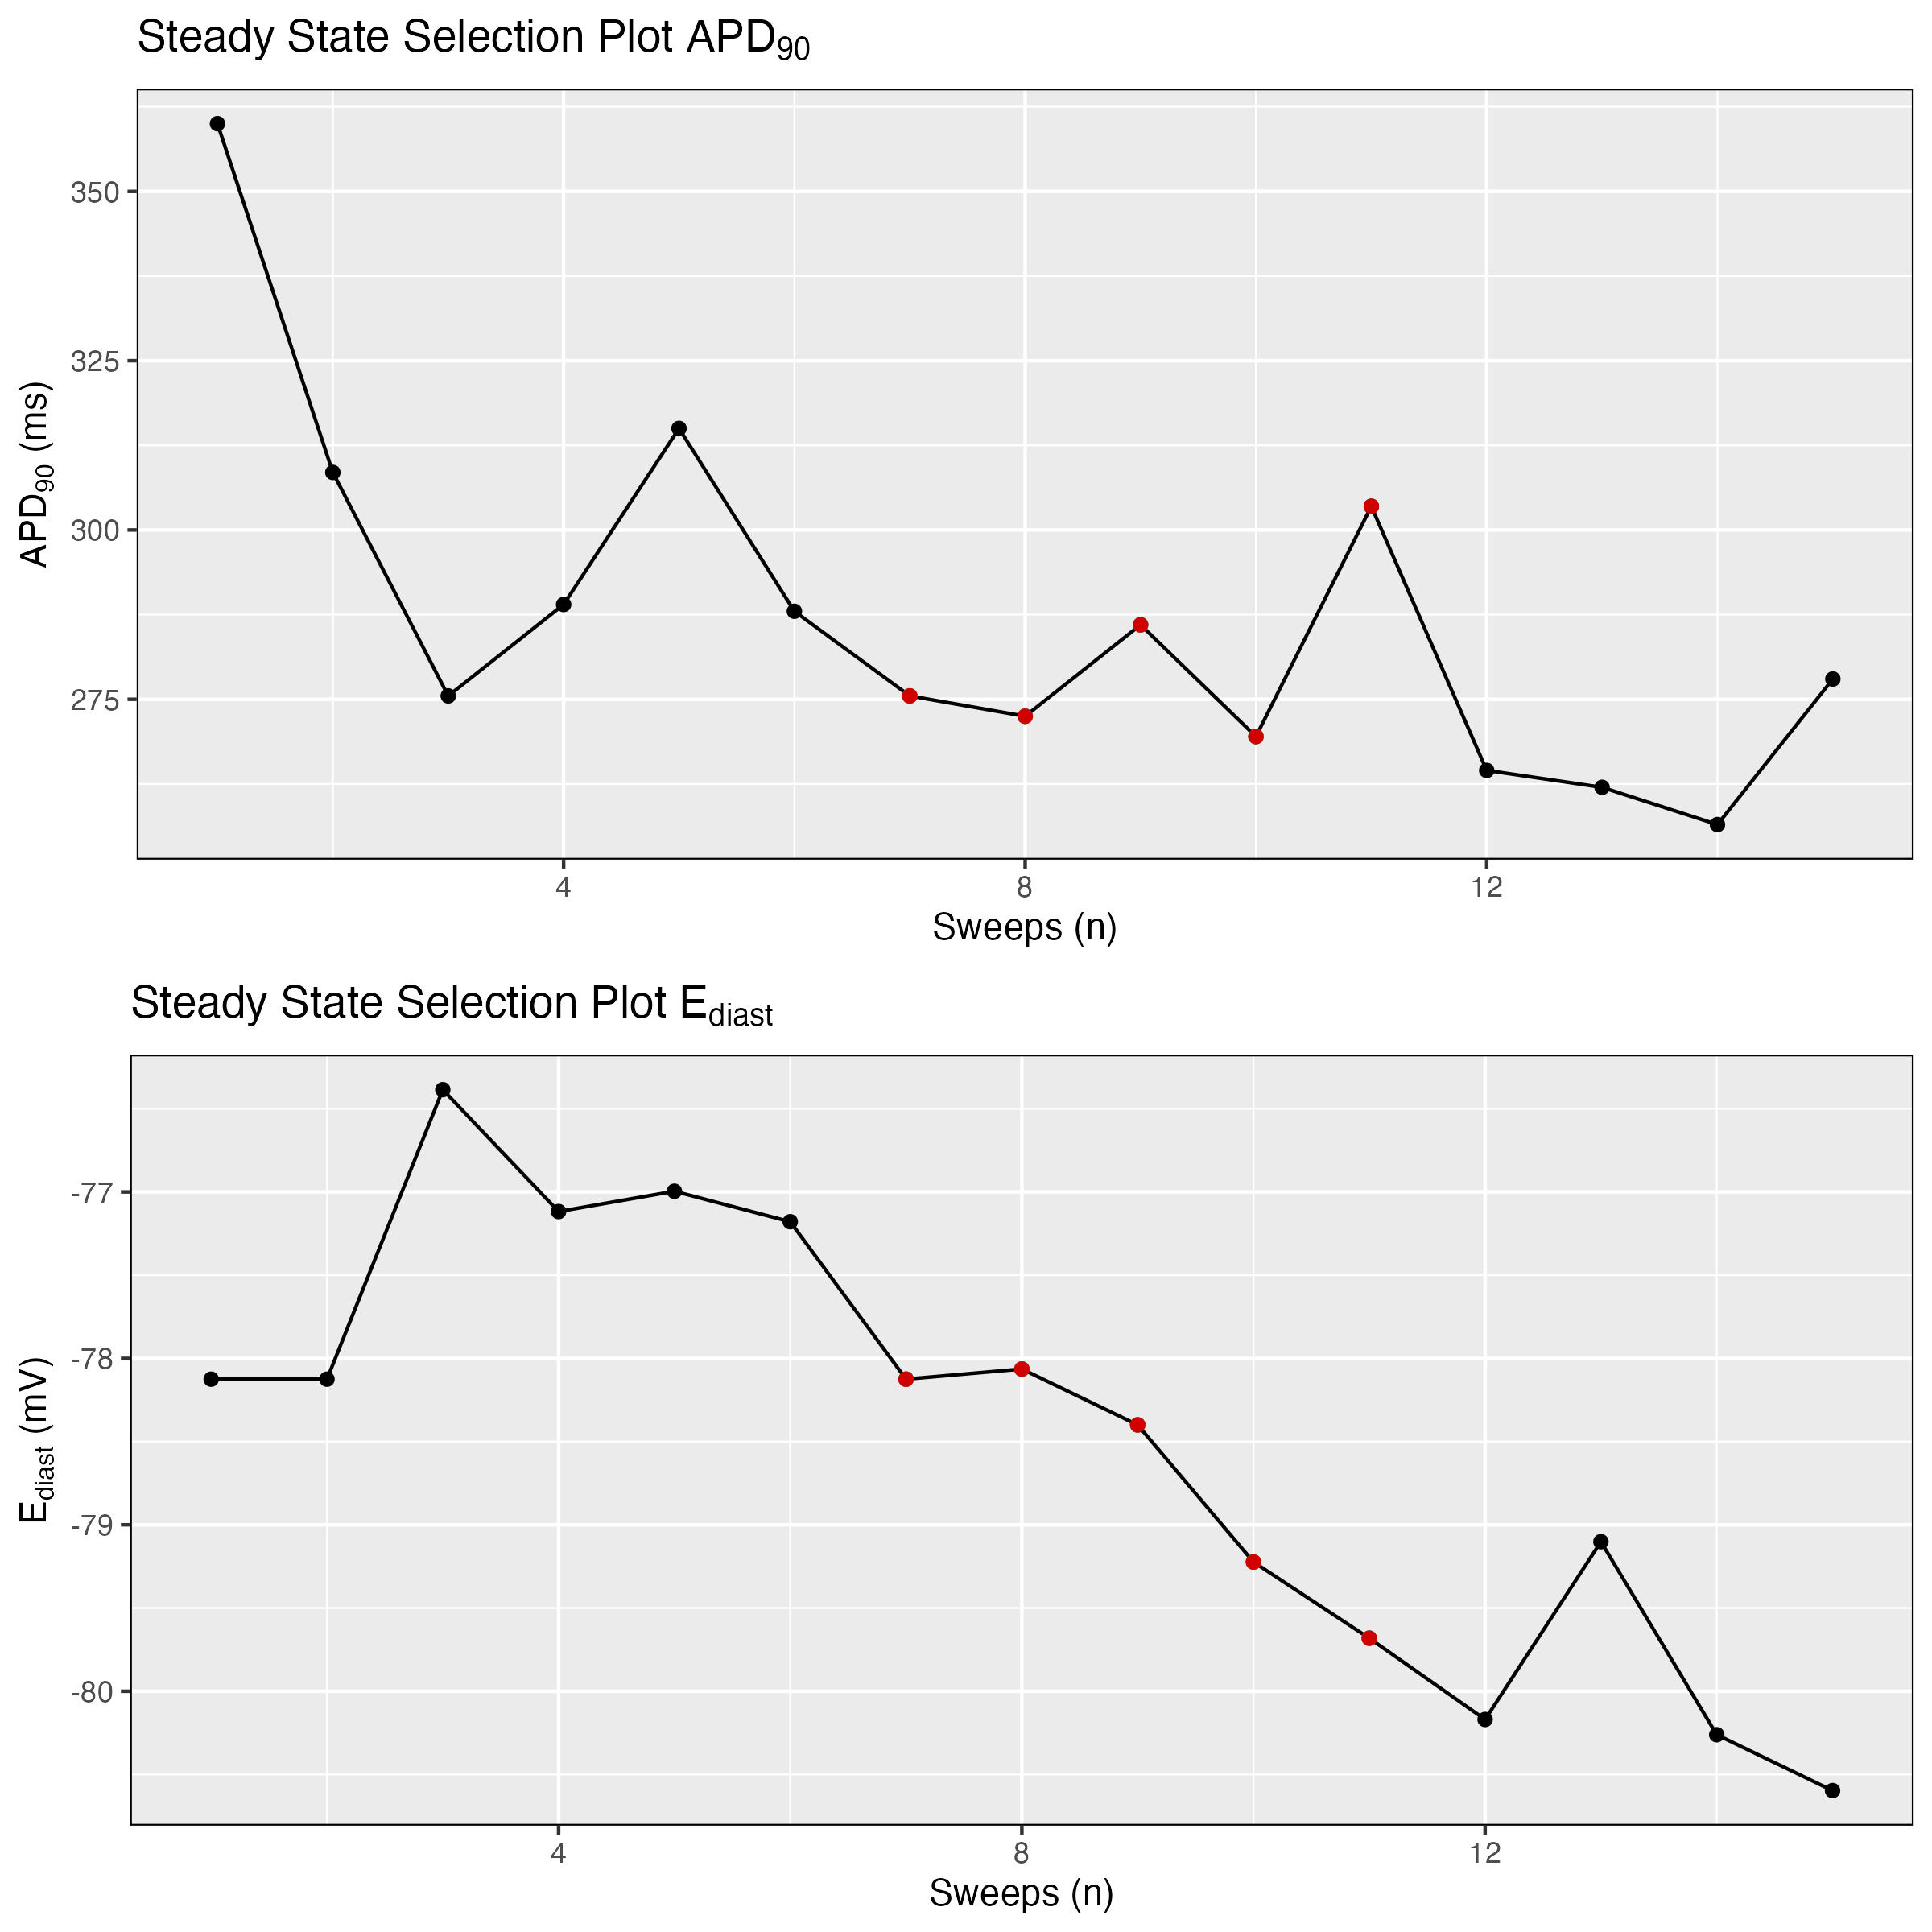 Steady State Selection Plot APD90
APD90 (ms)
350
325
300
275
4 8 12
Sweeps (n)
Steady State Selection Plot Ediast
Ediast (mV)
-77
-78
-79
-80
4 8 12
Sweeps (n)